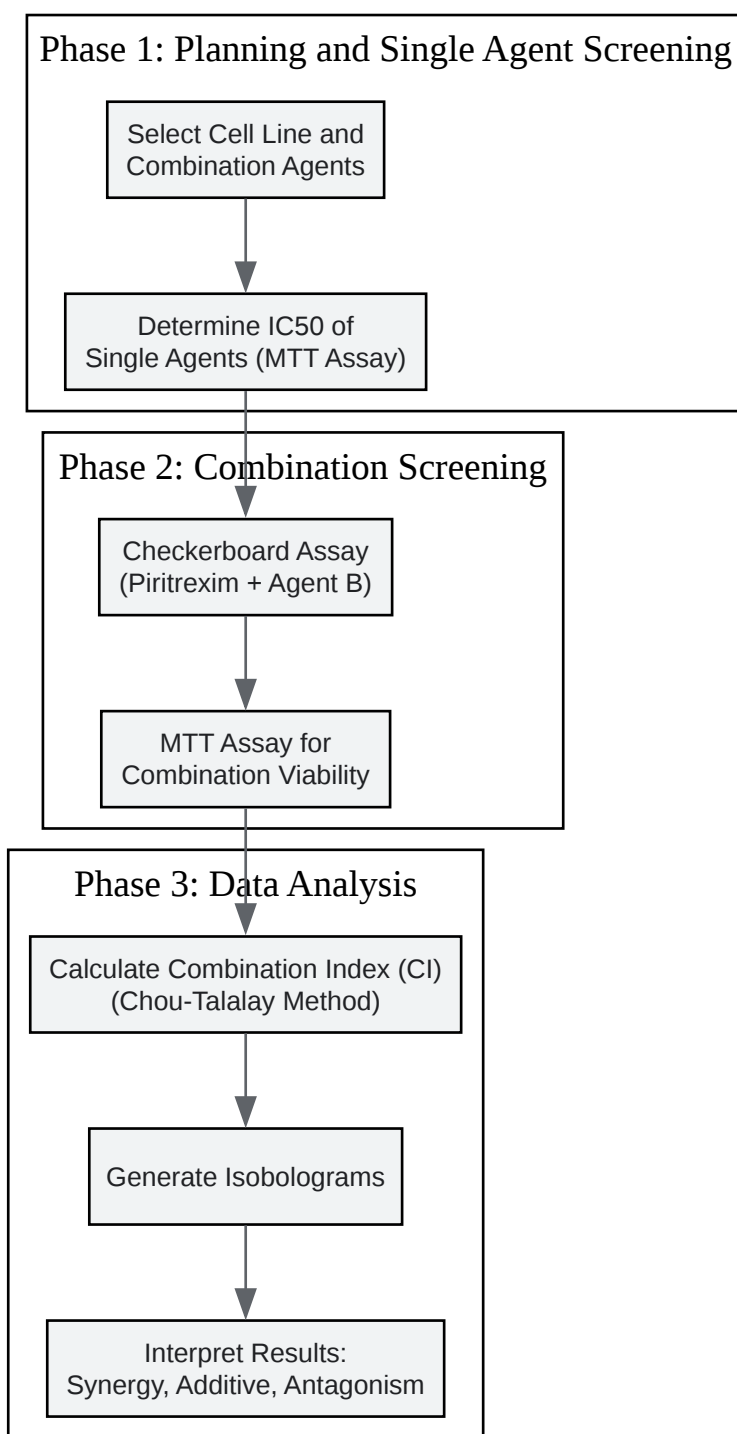 Phase 1: Planning and Single Agent Screening
Select Cell Line and
Combination Agents
Determine IC50 of
Single Agents (MTT Assay)
Phase 2: Combination Screening
Checkerboard Assay
(Piritrexim + Agent B)
MTT Assay for
Combination Viability
Phase 3: Data Analysis
Calculate Combination Index (CI)
(Chou-Talalay Method)
Generate Isobolograms
Interpret Results:
Synergy, Additive, Antagonism